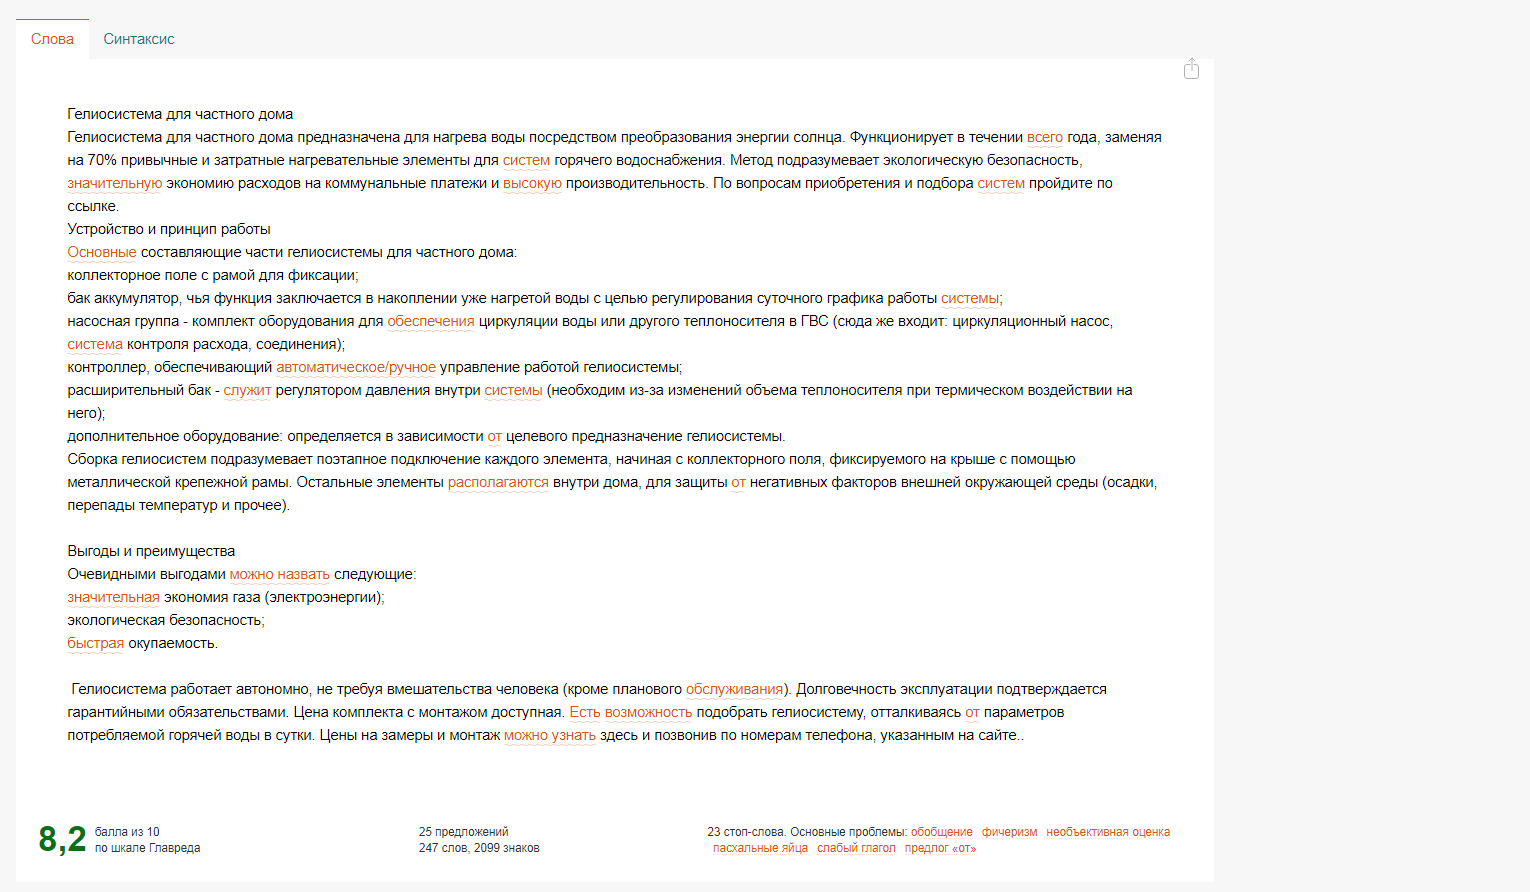 Слова Синтаксис
Гелиосистема для частного дома
Гелиосистема для частного дома предназначена для нагрева воды посредством преобразования энергии солнца. Функционирует в течении всего года, заменяя
на 70% привычные и затратные нагревательные элементы для систем горячего водоснабжения. Метод подразумевает экологическую безопасность,
значительную экономию расходов на коммунальные платежи и высокую производительность. По вопросам приобретения и подбора систем пройдите по
ссылке.
Устройство и принцип работы
Основные составляющие части гелиосистемы для частного дома:
коллекторное поле с рамой для фиксации;
бак аккумулятор, чья функция заключается в накоплении уже нагретой воды с целью регулирования суточного графика работы системы;
насосная группа - комплект оборудования для обеспечения циркуляции воды или другого теплоносителя в ГВС (сюда же входит: циркуляционный насос,
система контроля расхода, соединения);
контроллер, обеспечивающий автоматическое/ручное управление работой гелиосистемы;
расширительный бак - служит регулятором давления внутри системы (необходим из-за изменений объема теплоносителя при термическом воздействии на
него);
дополнительное оборудование: определяется в зависимости от целевого предназначение гелиосистемы.
Сборка гелиосистем подразумевает поэтапное подключение каждого элемента, начиная с коллекторного поля, фиксируемого на крыше с помощью
металлической крепежной рамы. Остальные элементы располагаются внутри дома, для защиты от негативных факторов внешней окружающей среды (осадки,
перепады температур и прочее).
Выгоды и преимущества
Очевидными выгодами можно назвать следующие:
значительная экономия газа (электроэнергии);
экологическая безопасность;
быстрая окупаемость.
Гелиосистема работает автономно, не требуя вмешательства человека (кроме планового обслуживания). Долговечность эксплуатации подтверждается
гарантийными обязательствами. Цена комплекта с монтажом доступная. Есть возможность подобрать гелиосистему, отталкиваясь от параметров
потребляемой горячей воды в сутки. Цены на замеры и монтаж можно узнать здесь и позвонив по номерам телефона, указанным на сайте..
8,2 балла из 10
по шкале Главреда
25 предложений
247 слов, 2099 знаков
23 стоп-слова. Основные проблемы: обобщение фичеризм необъективная оценка
пасхальные яйца слабый глагол предлог «от»